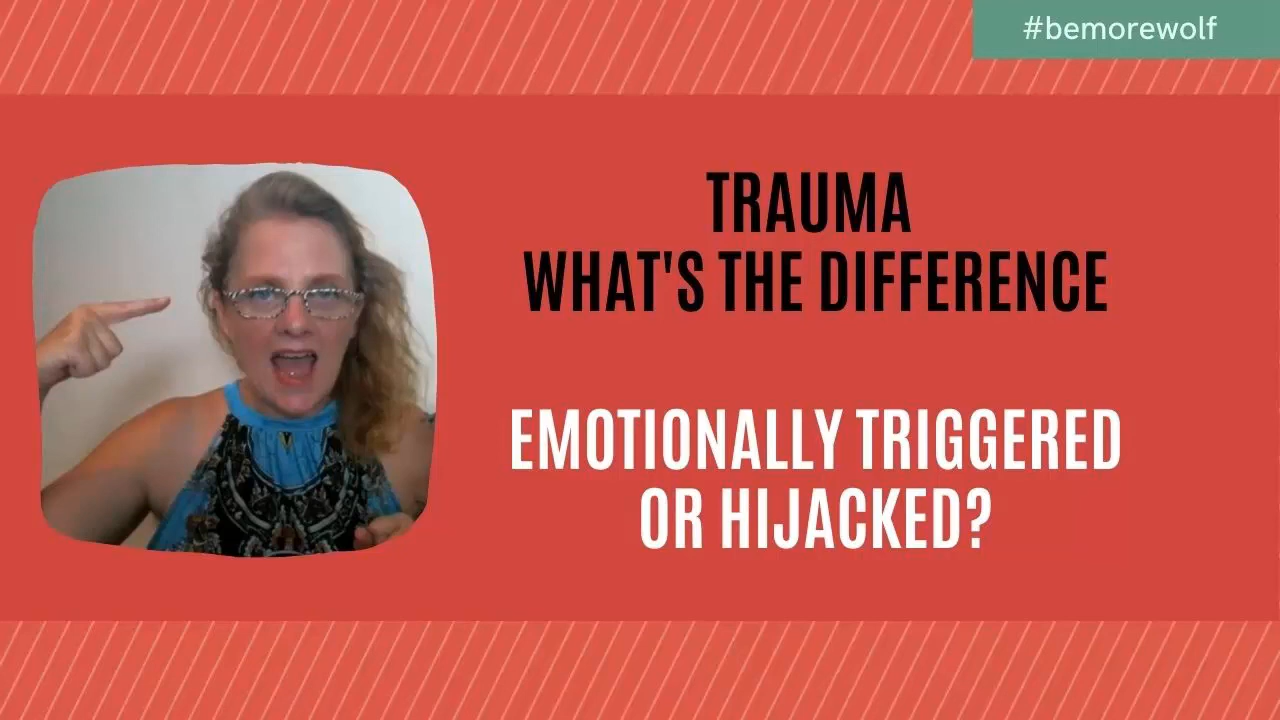 #bemorewolf
TRAUMA
WHAT'S THE DIFFERENCE
EMOTIONALLY TRIGGERED
OR HIJACKED?